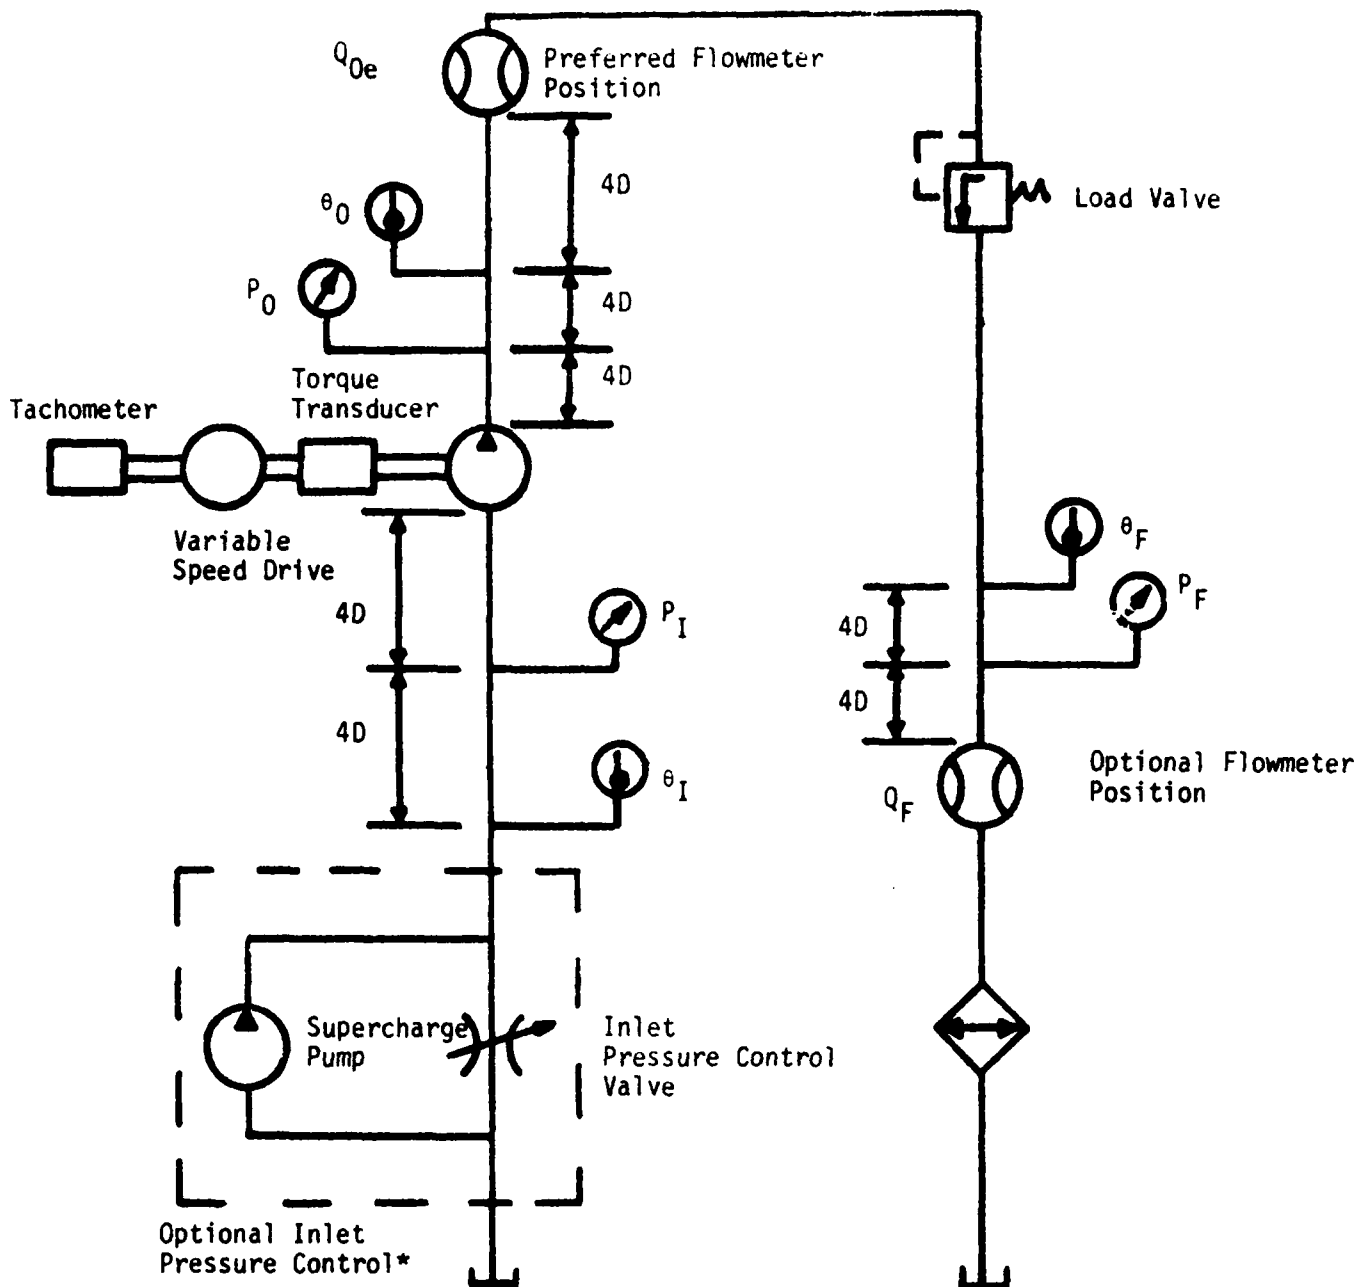 Q0e
Preferred Flowmeter
Position
4D
θ0
Load Valve
P0
4D
4D
Torque
Transducer
Tachometer
Variable
Speed Drive
θF
PF
4D
PI
4D
4D
4D
θI
QF
Optional Flowmeter
Position
Supercharge
Pump
Inlet
Pressure Control
Valve
Optional Inlet
Pressure Control*